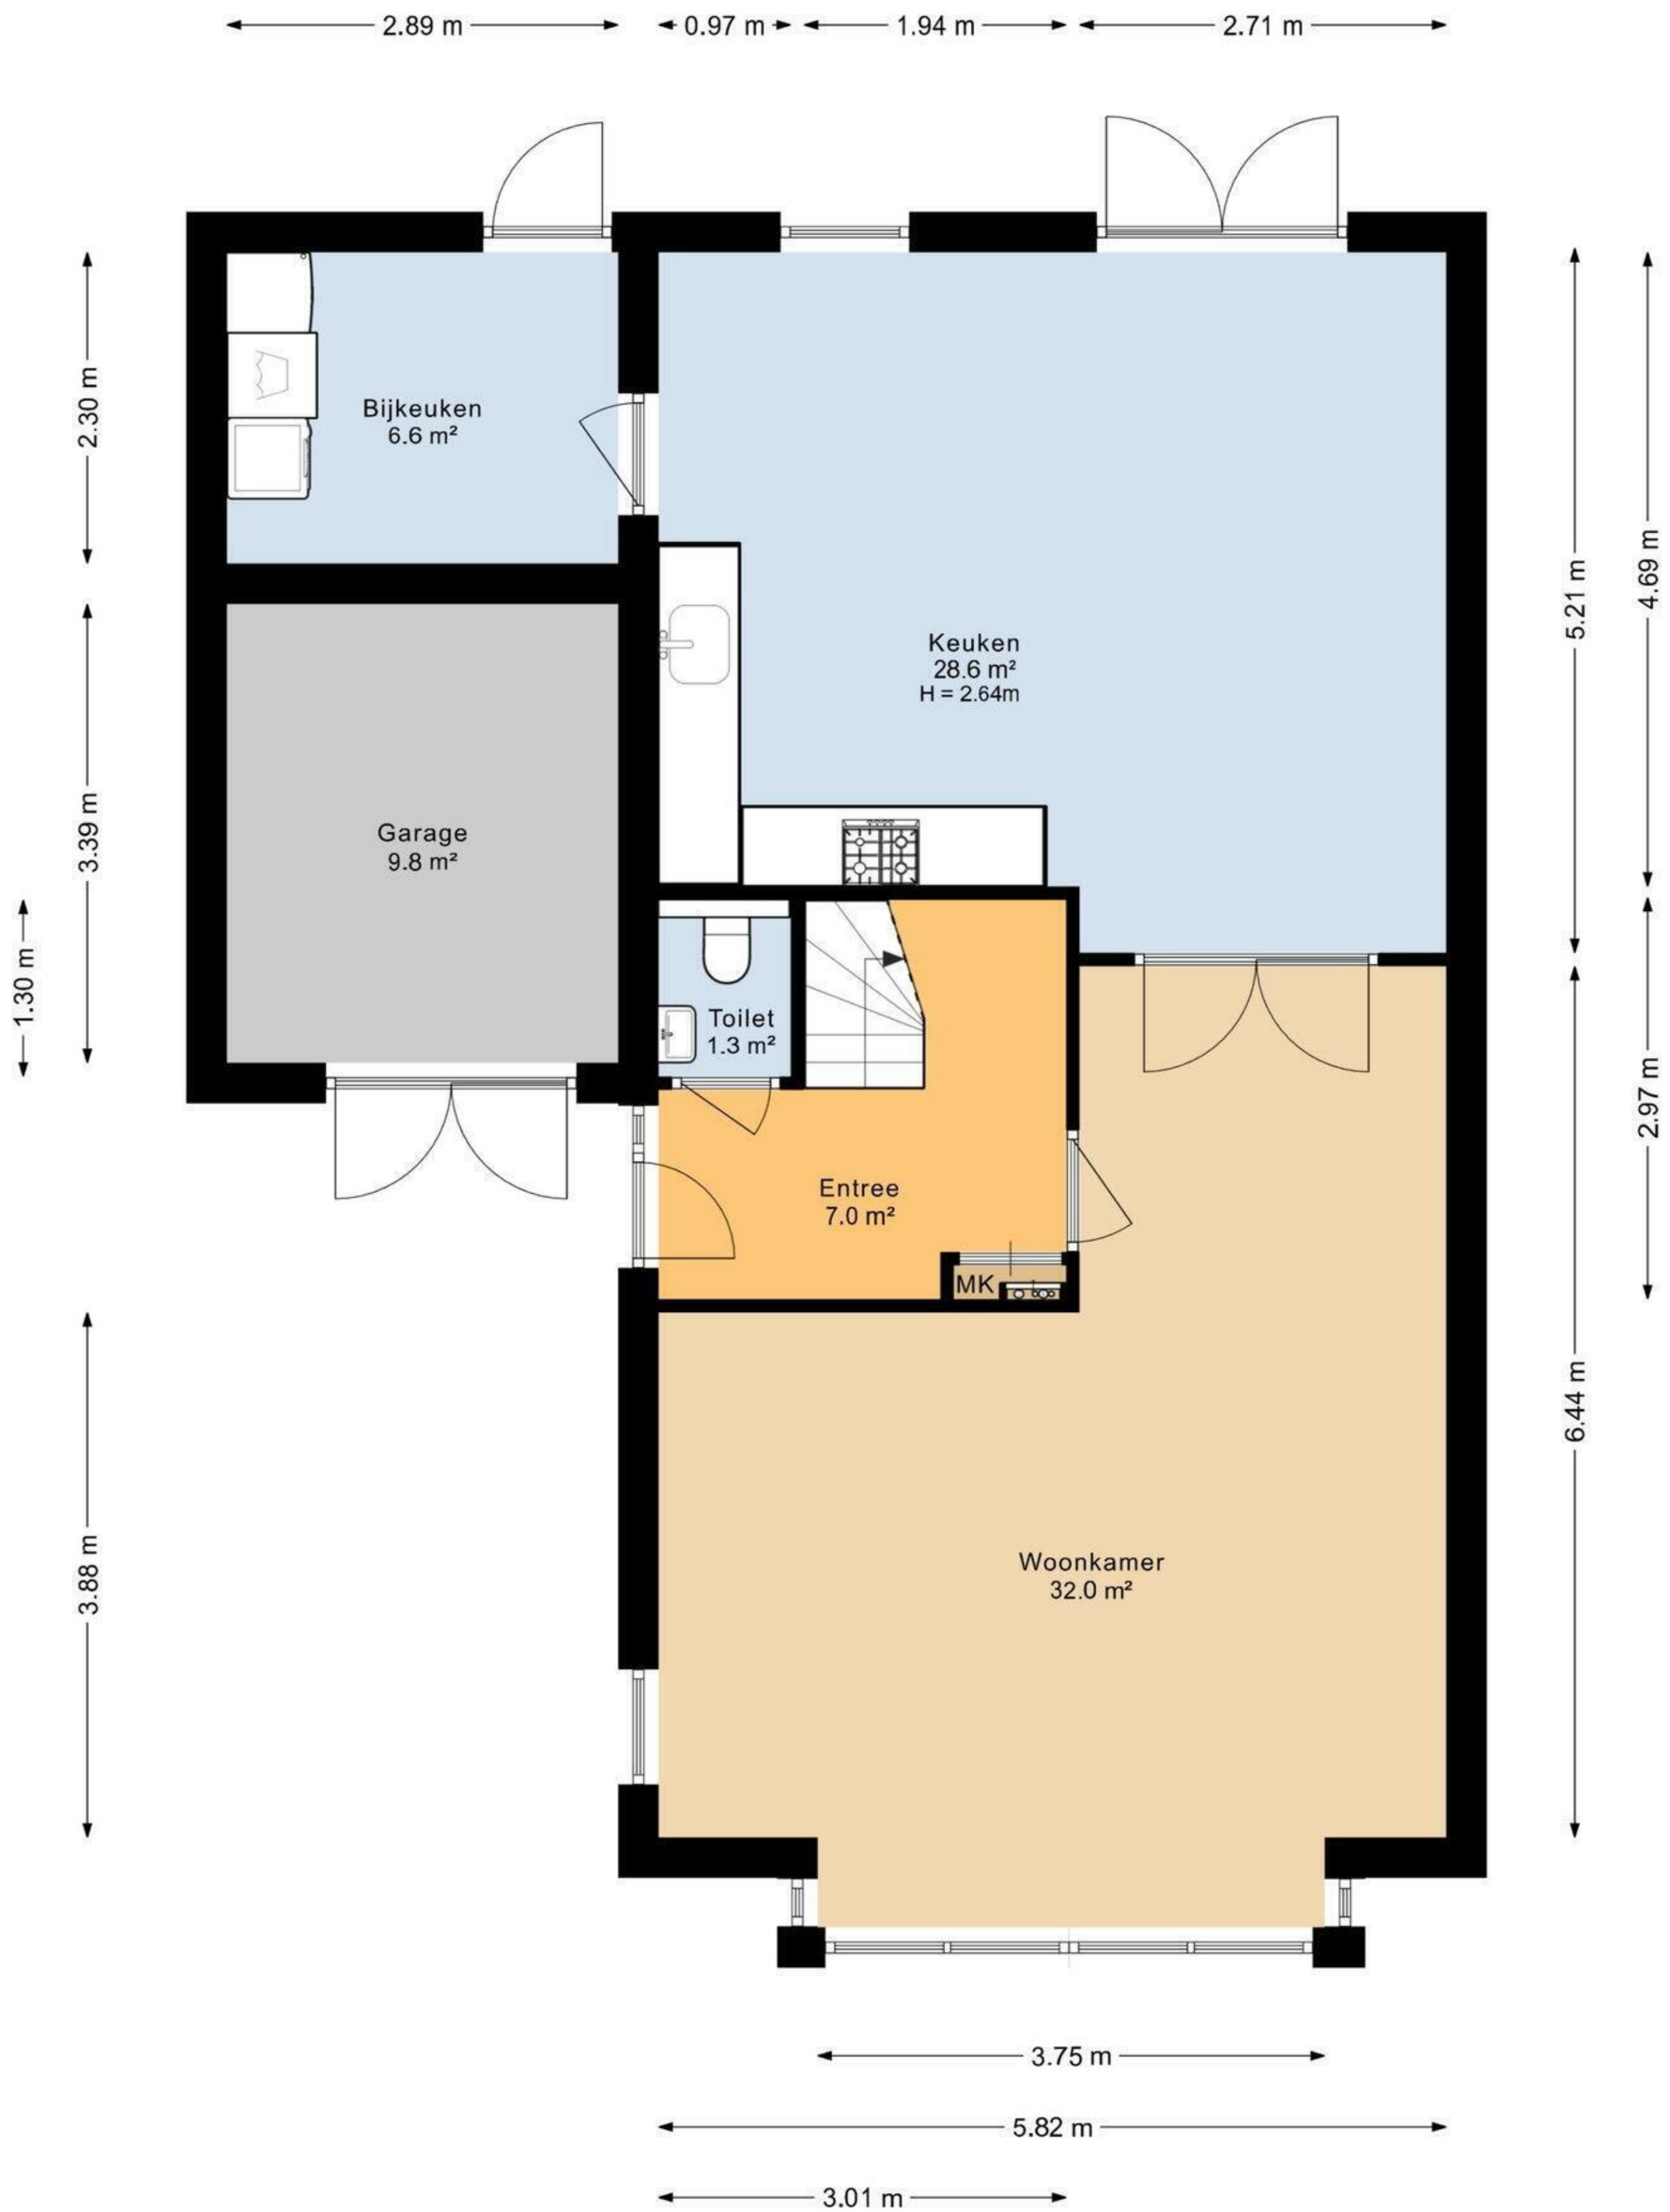 2.89 m
0.97 m
1.94 m
2.71 m
2.30 m
Bijkeuken
6.6 m²
5.21 m
4.69 m
Keuken
28.6 m²
H = 2.64m
3.39 m
Garage
9.8 m²
1.30 m
Toilet
1.3 m²
2.97 m
Entree
7.0 m²
MK
6.44 m
3.88 m
Woonkamer
32.0 m²
3.75 m
5.82 m
3.01 m